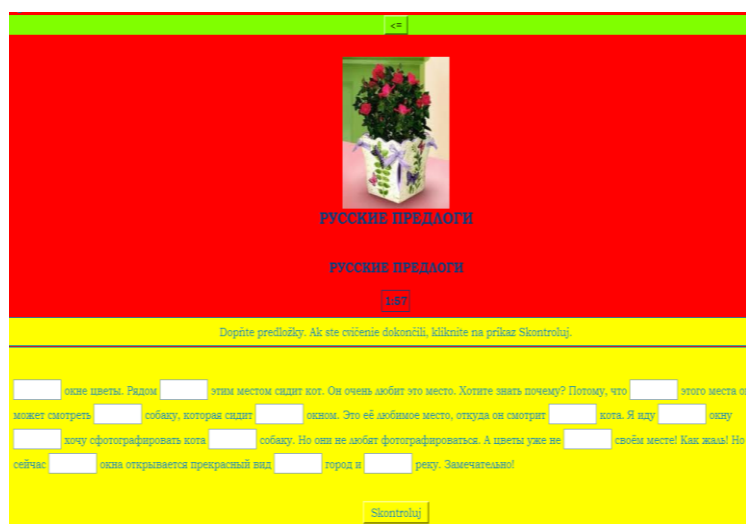 <=
РУССКИЕ ПРЕДЛОГИ
РУССКИЕ ПРЕДЛОГИ
1:57
Dopňte predložky. Ak ste cvičenie dokončili, kliknite na príkaz Skontroluj.
окне цветы. Рядом этим местом сидит кот. Он очень любит это место. Хотите знать почему? Потому, что этого места о
может смотреть собаку, которая сидит окном. Это её любимое место, откуда он смотрит кота. Я иду окну
хочу сфотографировать кота собаку. Но они не любят фотографироваться. А цветы уже не своём месте! Как жаль! Но
сейчас окна открывается прекрасный вид город и реку. Замечательно!
Skontroluj